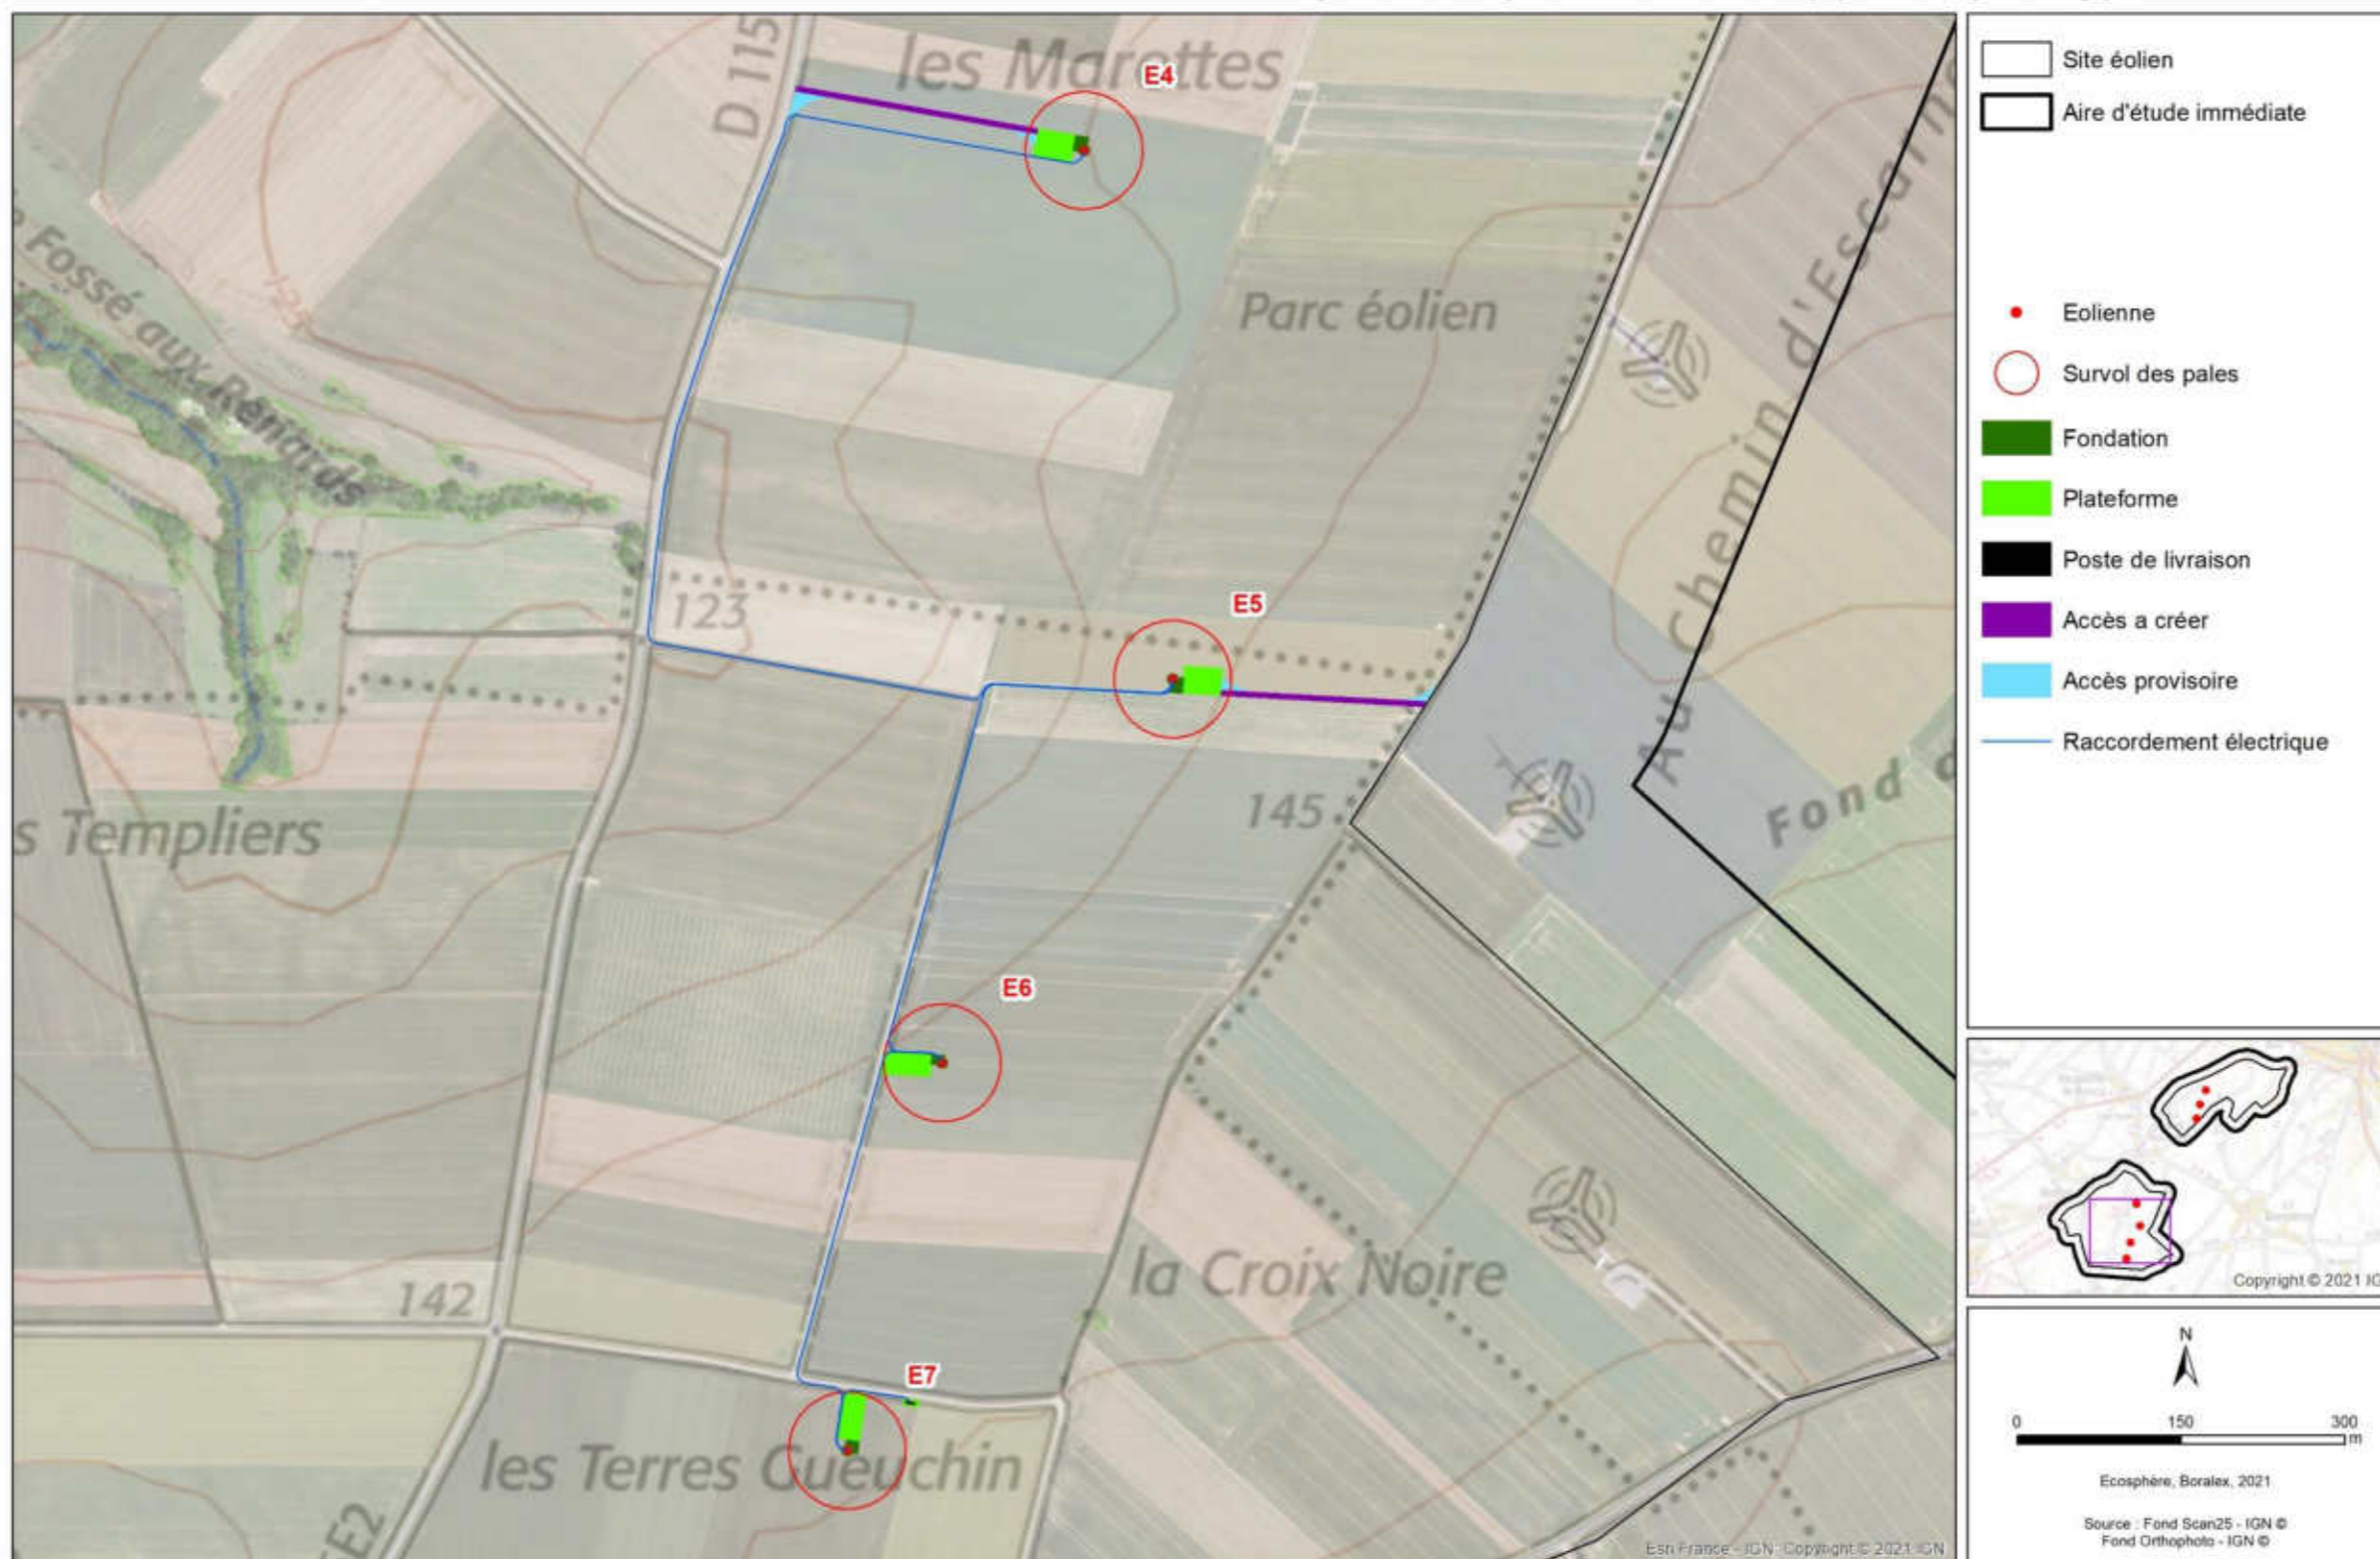 les Marettes
E4
D 115
Fossé aux Renards
Parc éolien
Au Chemin d'Escam
123
E5
145
s Templiers
Fond d
E6
la Croix Noire
142
E7
les Terres Gueuchin
E2
Esri France - IGN- Copyright © 2021 IGN
Site éolien
Aire d'étude immédiate
Eolienne
Survol des pales
Fondation
Plateforme
Poste de livraison
Accès a créer
Accès provisoire
Raccordement électrique
Copyright © 2021 IG
N
0 150 300
m
Ecosphère, Boralex, 2021
Source : Fond Scan25 - IGN ©
Fond Orthophoto - IGN ©